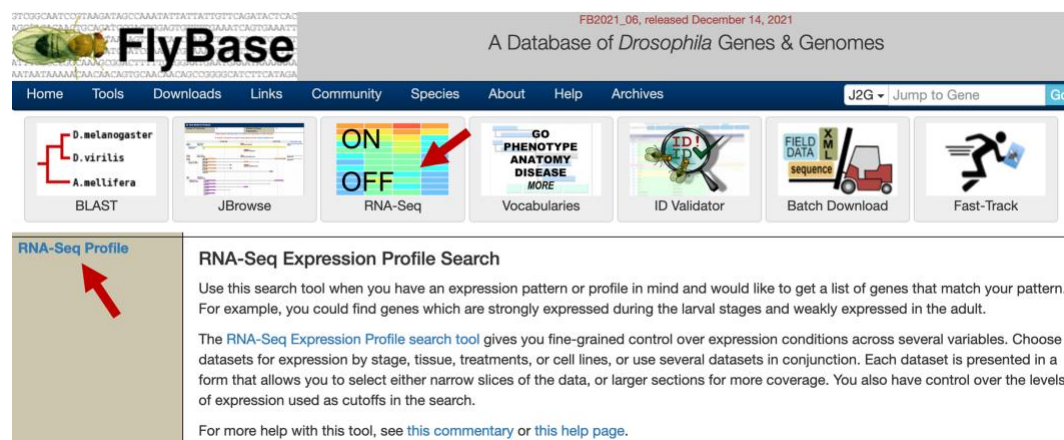 FlyBase
FB2021_06, released December 14, 2021
A Database of Drosophila Genes & Genomes
Home Tools Downloads Links Community Species About Help Archives J2G Jump to Gene
D.melanogaster
D.virilis
A.mellifera
BLAST
JBrowse
ON
OFF
RNA-Seq
GO
PHENOTYPE
ANATOMY
DISEASE
MORE
Vocabularies
ID!
ID Validator
FIELD
DATA
XML
sequence
Batch Download
Fast-Track
RNA-Seq Profile
RNA-Seq Expression Profile Search
Use this search tool when you have an expression pattern or profile in mind and would like to get a list of genes that match your pattern.
For example, you could find genes which are strongly expressed during the larval stages and weakly expressed in the adult.
The RNA-Seq Expression Profile search tool gives you fine-grained control over expression conditions across several variables. Choose
datasets for expression by stage, tissue, treatments, or cell lines, or use several datasets in conjunction. Each dataset is presented in a
form that allows you to select either narrow slices of the data, or larger sections for more coverage. You also have control over the levels
of expression used as cutoffs in the search.
For more help with this tool, see this commentary or this help page.